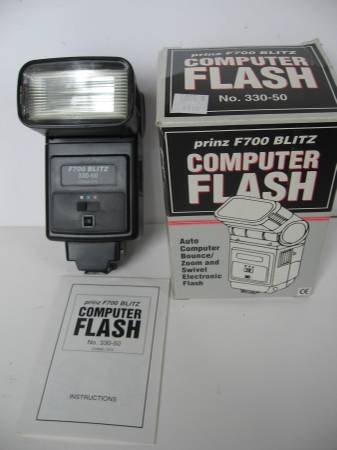 prinz F700 BLITZ
COMPUTER
FLASH
No. 330-50
prinz F700 BLITZ
COMPUTER
FLASH
Auto
Computer
Bounce/
Zoom and
Swivel
Electronic
Flash
CE
F700 BLITZ
330-50
prinz F700 BLITZ
COMPUTER
FLASH
No. 330-50
INSTRUCTIONS